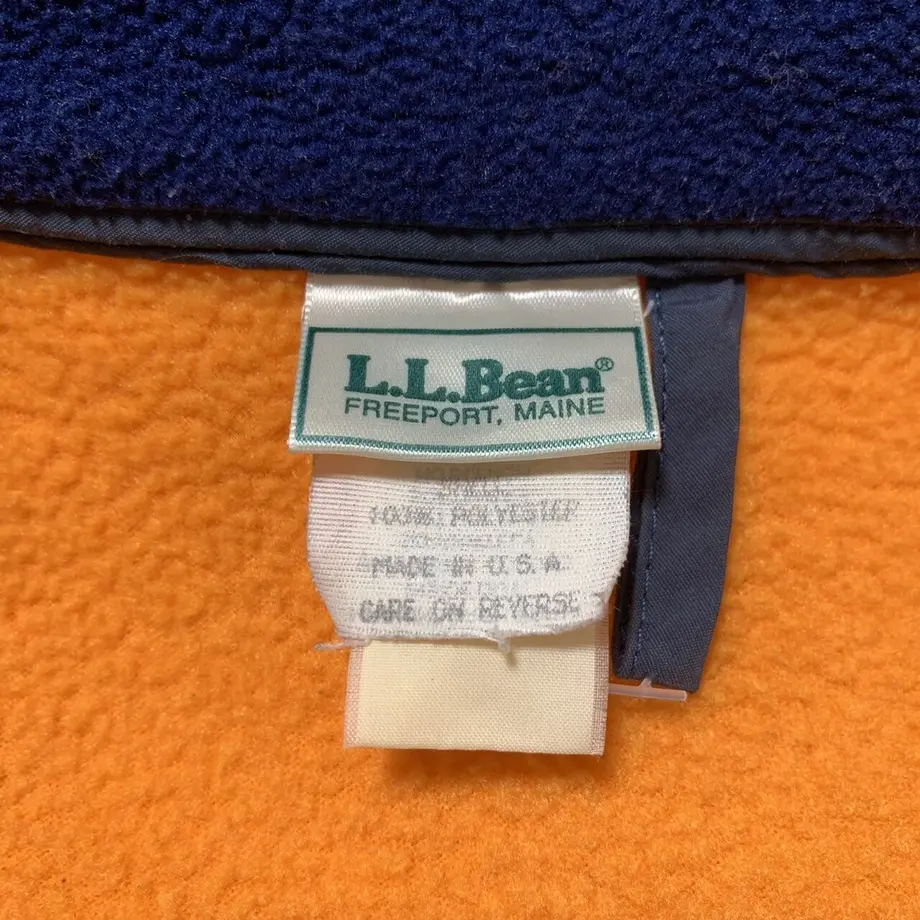 L.L.Bean®
FREEPORT, MAINE
100% POLYESTER
MADE IN U.S.A.
CARE ON REVERSE